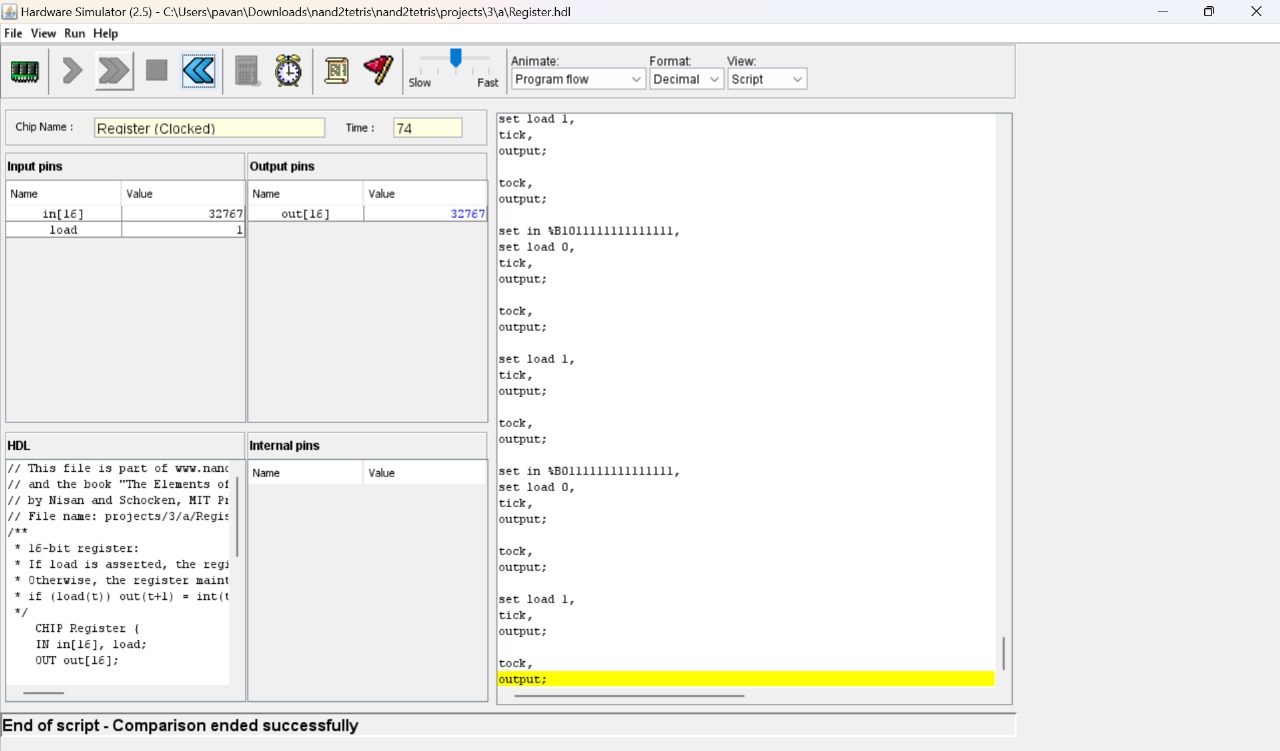 Hardware Simulator (2.5) - C:\Users\pavan\Downloads\nand2tetris\nand2tetris\projects\3\a\Register.hdl
File View Run Help
Slow Fast
Animate: Format: View:
Program flow Decimal Script
Chip Name : Register (Clocked) Time : 74
Input pins
Name Value
in[16] 32767
load 1
Output pins
Name Value
out[16] 32767
HDL
// This file is part of www.nand
// and the book "The Elements of
// by Nisan and Schocken, MIT Pr
// File name: projects/3/a/Regis
/**
* 16-bit register:
* If load is asserted, the regi
* Otherwise, the register maint
* if (load(t)) out(t+1) = int(t
*/
CHIP Register {
IN in[16], load;
OUT out[16];
Internal pins
Name Value
set load 1,
tick,
output;
tock,
output;
set in %B1011111111111111,
set load 0,
tick,
output;
tock,
output;
set load 1,
tick,
output;
tock,
output;
set in %B0111111111111111,
set load 0,
tick,
output;
tock,
output;
set load 1,
tick,
output;
tock,
output;
End of script - Comparison ended successfully